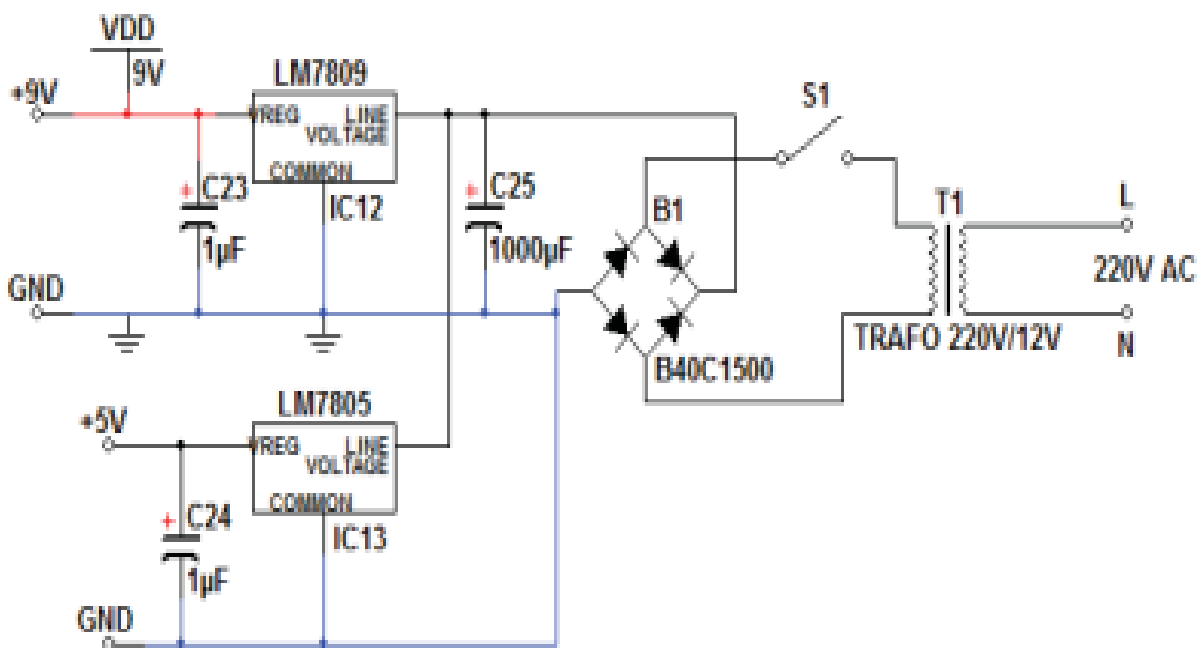 VDD
9V
+9V
LM7809
VREG LINE
VOLTAGE
COMMON
IC12
+ C23
1µF
+ C25
1000µF
S1
B1
T1
L
220V AC
N
TRAFO 220V/12V
B40C1500
GND
LM7805
+5V
VREG LINE
VOLTAGE
COMMON
IC13
+ C24
1µF
GND